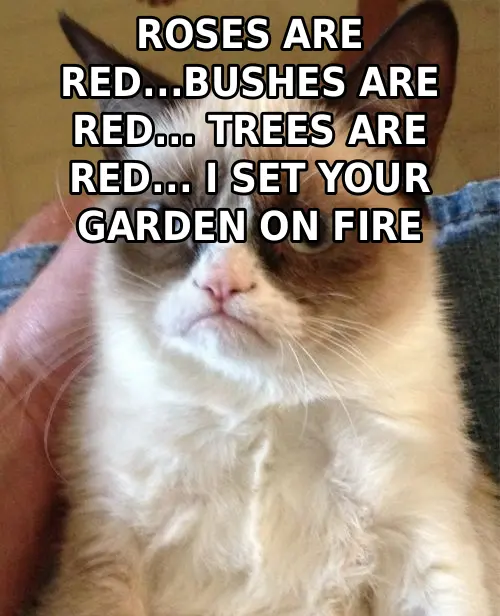 ROSES ARE
RED...BUSHES ARE
RED... TREES ARE
RED... I SET YOUR
GARDEN ON FIRE